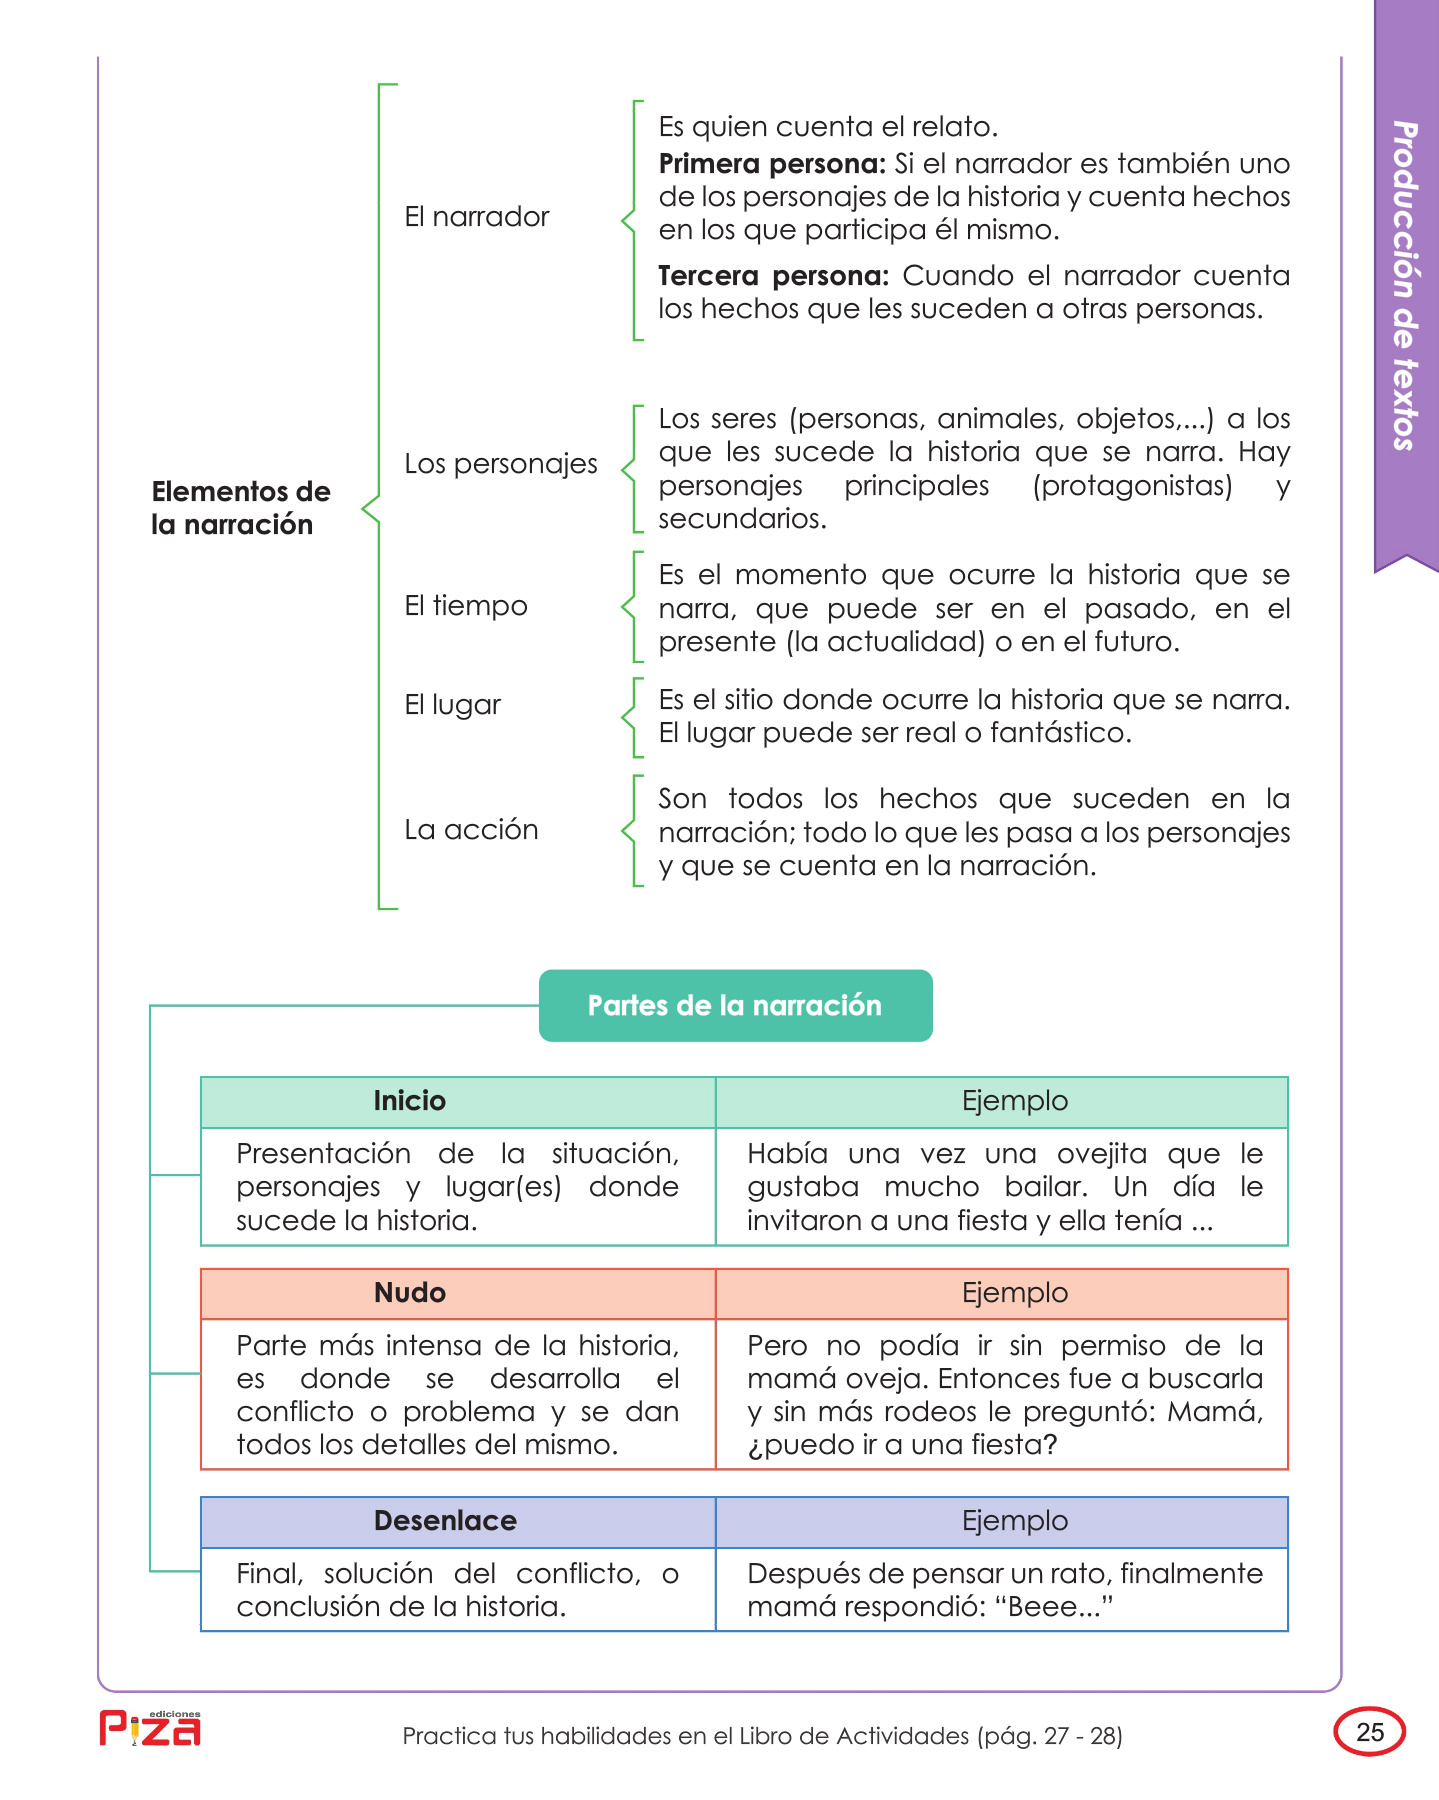 Producción de textos
Elementos de
la narración
El narrador
Es quien cuenta el relato.
Primera persona: Si el narrador es también uno
de los personajes de la historia y cuenta hechos
en los que participa él mismo.
Tercera persona: Cuando el narrador cuenta
los hechos que les suceden a otras personas.
Los personajes
Los seres (personas, animales, objetos,...) a los
que les sucede la historia que se narra. Hay
personajes principales (protagonistas) y
secundarios.
El tiempo
Es el momento que ocurre la historia que se
narra, que puede ser en el pasado, en el
presente (la actualidad) o en el futuro.
El lugar
Es el sitio donde ocurre la historia que se narra.
El lugar puede ser real o fantástico.
La acción
Son todos los hechos que suceden en la
narración; todo lo que les pasa a los personajes
y que se cuenta en la narración.
Partes de la narración
Inicio
Ejemplo
Presentación de la situación,
personajes y lugar(es) donde
sucede la historia.
Había una vez una ovejita que le
gustaba mucho bailar. Un día le
invitaron a una fiesta y ella tenía ...
Nudo
Ejemplo
Parte más intensa de la historia,
es donde se desarrolla el
conflicto o problema y se dan
todos los detalles del mismo.
Pero no podía ir sin permiso de la
mamá oveja. Entonces fue a buscarla
y sin más rodeos le preguntó: Mamá,
¿puedo ir a una fiesta?
Desenlace
Ejemplo
Final, solución del conflicto, o
conclusión de la historia.
Después de pensar un rato, finalmente
mamá respondió: “Beee...”
ediciones
PiZA
Practica tus habilidades en el Libro de Actividades (pág. 27 - 28)
25